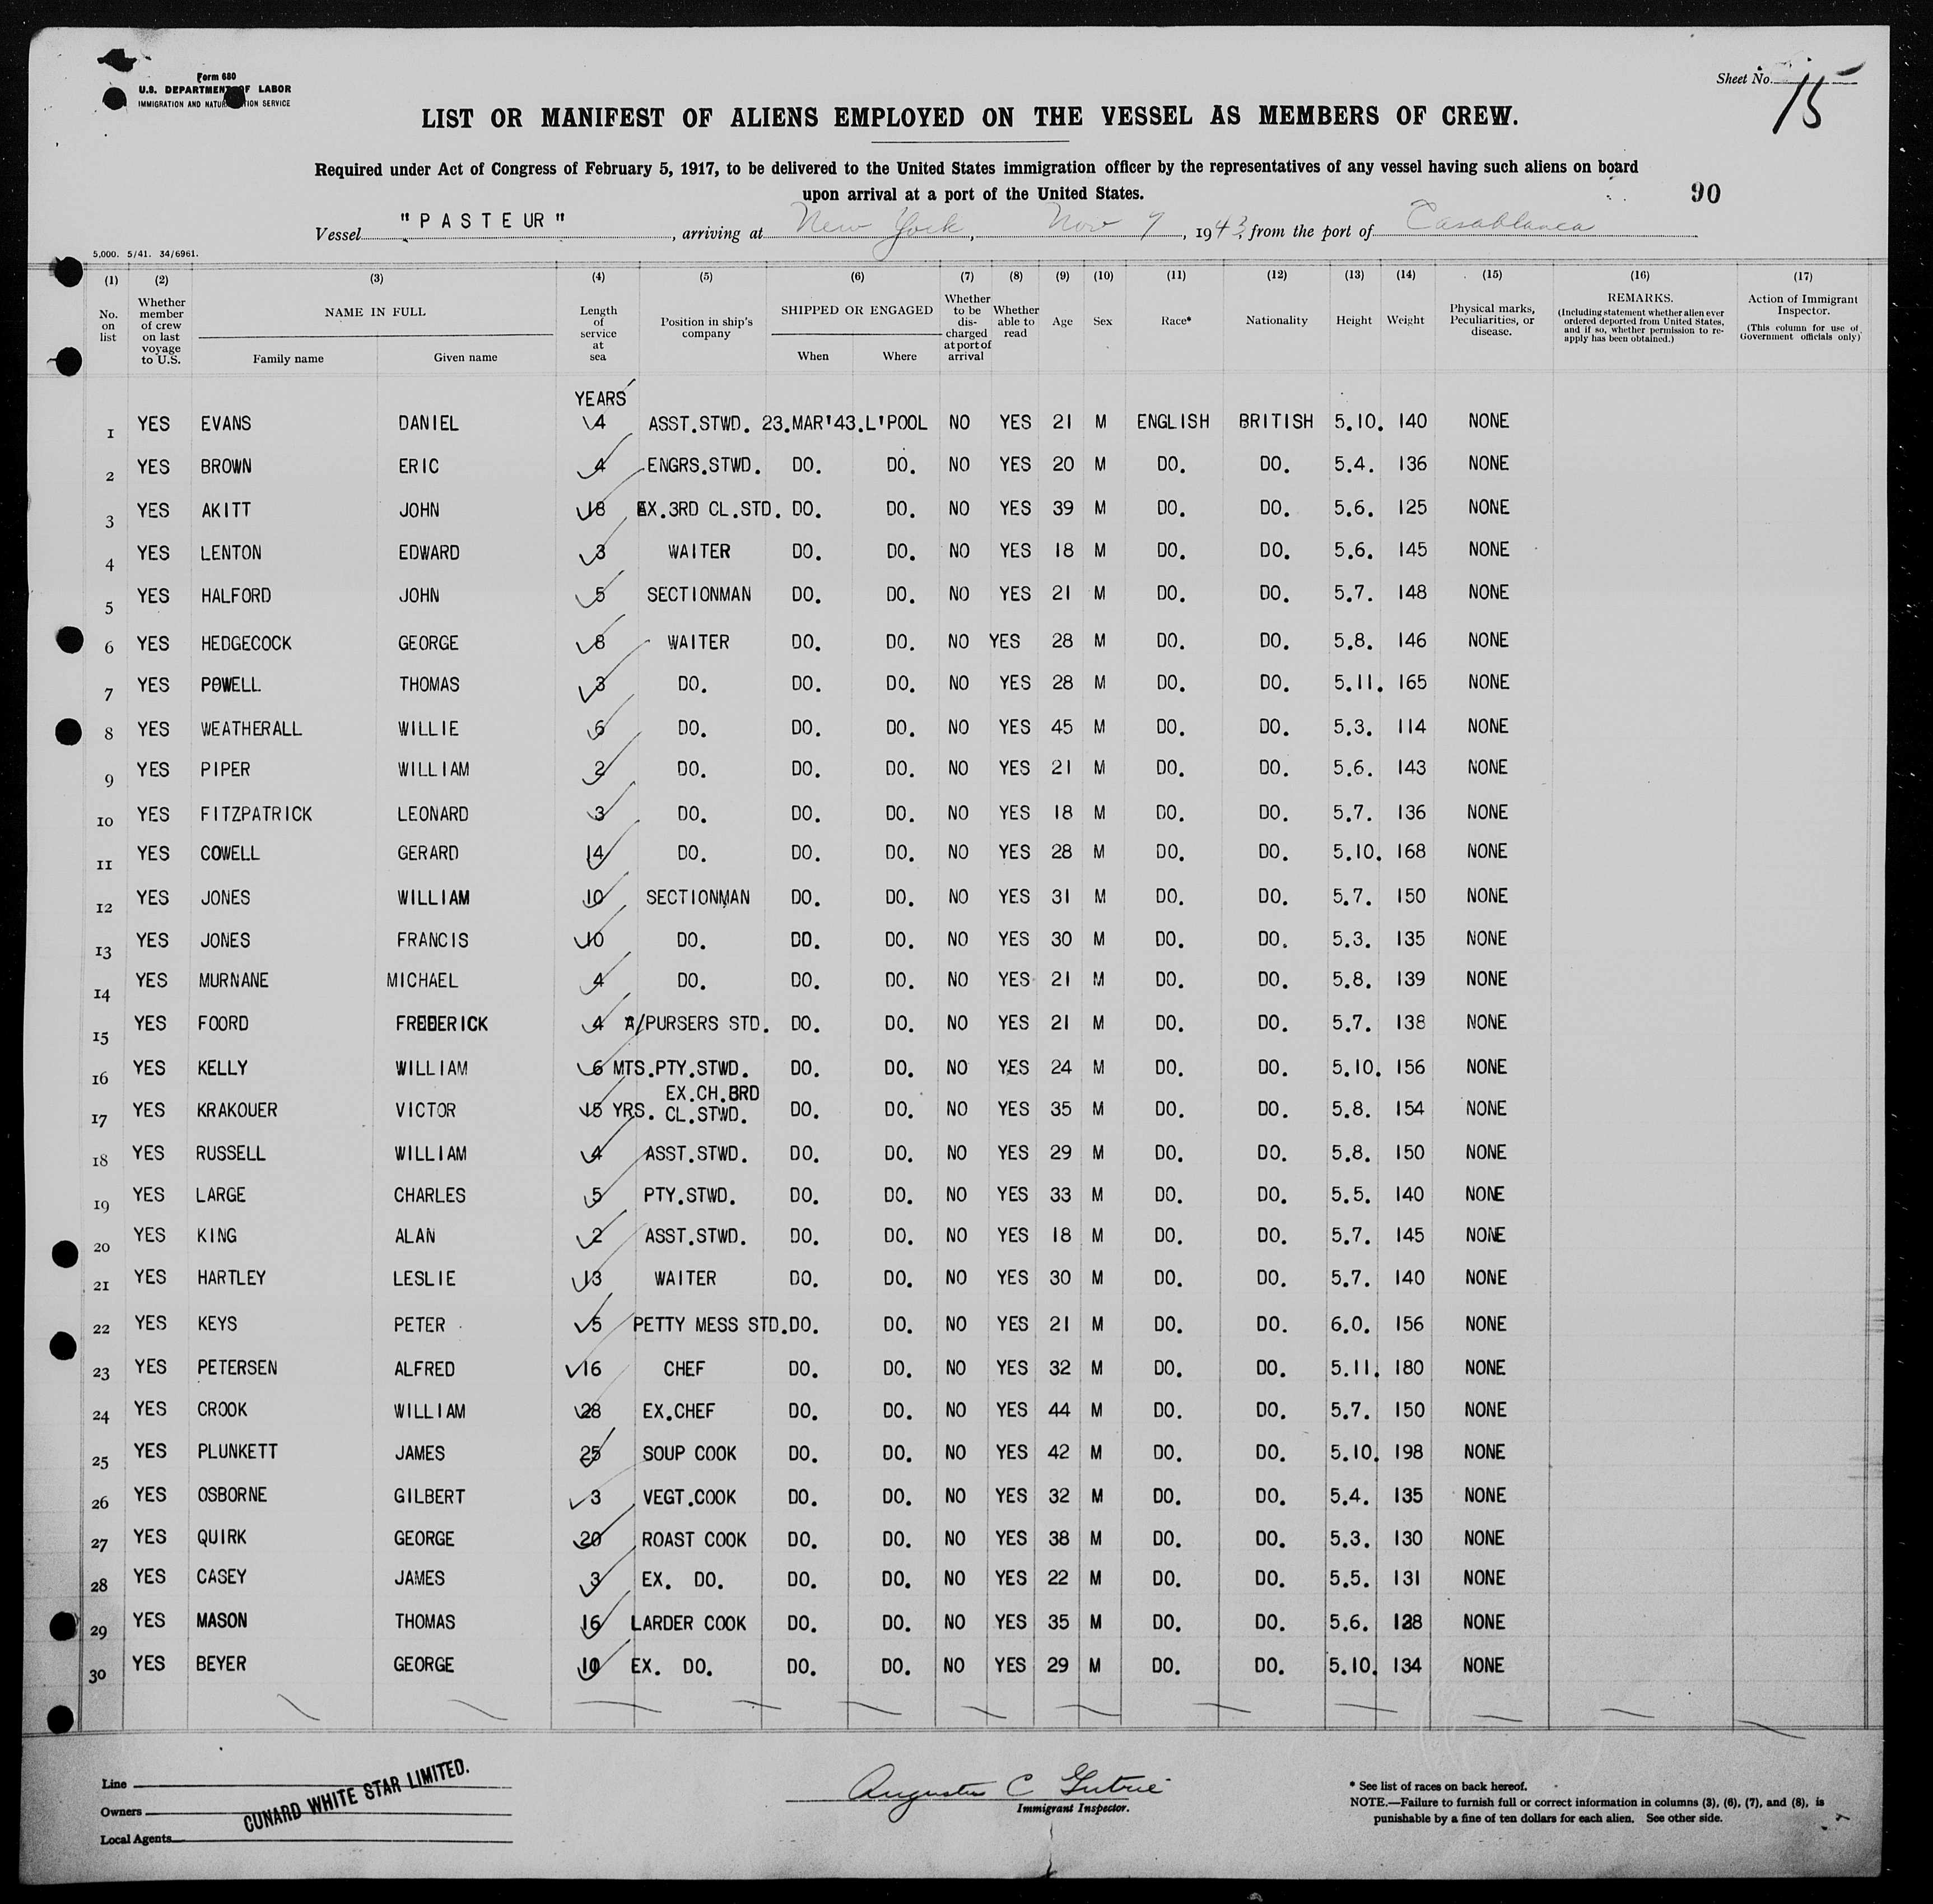 Form 680
U.S. DEPARTMENT OF LABOR
IMMIGRATION AND NATURALIZATION SERVICE
Sheet No. 15
LIST OR MANIFEST OF ALIENS EMPLOYED ON THE VESSEL AS MEMBERS OF CREW.
Required under Act of Congress of February 5, 1917, to be delivered to the United States immigration officer by the representatives of any vessel having such aliens on board
upon arrival at a port of the United States.
90
Vessel "PASTEUR", arriving at New York, Nov 7, 1943, from the port of Casablanca
5,000. 5/41. 34/6961.
(1) (2) (3) (4) (5) (6) (7) (8) (9) (10) (11) (12) (13) (14) (15) (16) (17)
No. on list | Whether member of crew on last voyage to U.S. | NAME IN FULL Family name Given name | Length of service at sea | Position in ship's company | SHIPPED OR ENGAGED When Where | Whether to be discharged at port of arrival | Whether able to read | Age | Sex | Race* | Nationality | Height | Weight | Physical marks, Peculiarities, or disease. | REMARKS. (Including statement whether alien ever ordered deported from United States, and if so, whether permission to reapply has been obtained.) | Action of Immigrant Inspector. (This column for use of Government officials only)
YEARS
1 YES EVANS DANIEL 4 ASST.STWD. 23.MAR'43. L'POOL NO YES 21 M ENGLISH BRITISH 5.10. 140 NONE
2 YES BROWN ERIC 4 ENGRS.STWD. DO. DO. NO YES 20 M DO. DO. 5.4. 136 NONE
3 YES AKITT JOHN 18 EX.3RD CL.STD. DO. DO. NO YES 39 M DO. DO. 5.6. 125 NONE
4 YES LENTON EDWARD 3 WAITER DO. DO. NO YES 18 M DO. DO. 5.6. 145 NONE
5 YES HALFORD JOHN 5 SECTIONMAN DO. DO. NO YES 21 M DO. DO. 5.7. 148 NONE
6 YES HEDGECOCK GEORGE 8 WAITER DO. DO. NO YES 28 M DO. DO. 5.8. 146 NONE
7 YES POWELL THOMAS 3 DO. DO. DO. NO YES 28 M DO. DO. 5.11. 165 NONE
8 YES WEATHERALL WILLIE 6 DO. DO. DO. NO YES 45 M DO. DO. 5.3. 114 NONE
9 YES PIPER WILLIAM 2 DO. DO. DO. NO YES 21 M DO. DO. 5.6. 143 NONE
10 YES FITZPATRICK LEONARD 3 DO. DO. DO. NO YES 18 M DO. DO. 5.7. 136 NONE
11 YES COWELL GERARD 14 DO. DO. DO. NO YES 28 M DO. DO. 5.10. 168 NONE
12 YES JONES WILLIAM 10 SECTIONMAN DO. DO. NO YES 31 M DO. DO. 5.7. 150 NONE
13 YES JONES FRANCIS 10 DO. DO. DO. NO YES 30 M DO. DO. 5.3. 135 NONE
14 YES MURNANE MICHAEL 4 DO. DO. DO. NO YES 21 M DO. DO. 5.8. 139 NONE
15 YES FOORD FREDERICK 4 A/PURSERS STD. DO. DO. NO YES 21 M DO. DO. 5.7. 138 NONE
16 YES KELLY WILLIAM 6 MTS.PTY.STWD. DO. DO. NO YES 24 M DO. DO. 5.10. 156 NONE
17 YES KRAKOUER VICTOR 15 YRS. EX.CH.3RD CL.STWD. DO. DO. NO YES 35 M DO. DO. 5.8. 154 NONE
18 YES RUSSELL WILLIAM 4 ASST.STWD. DO. DO. NO YES 29 M DO. DO. 5.8. 150 NONE
19 YES LARGE CHARLES 5 PTY.STWD. DO. DO. NO YES 33 M DO. DO. 5.5. 140 NONE
20 YES KING ALAN 2 ASST.STWD. DO. DO. NO YES 18 M DO. DO. 5.7. 145 NONE
21 YES HARTLEY LESLIE 13 WAITER DO. DO. NO YES 30 M DO. DO. 5.7. 140 NONE
22 YES KEYS PETER 5 PETTY MESS STD. DO. DO. NO YES 21 M DO. DO. 6.0. 156 NONE
23 YES PETERSEN ALFRED 16 CHEF DO. DO. NO YES 32 M DO. DO. 5.11. 180 NONE
24 YES CROOK WILLIAM 28 EX.CHEF DO. DO. NO YES 44 M DO. DO. 5.7. 150 NONE
25 YES PLUNKETT JAMES 25 SOUP COOK DO. DO. NO YES 42 M DO. DO. 5.10. 198 NONE
26 YES OSBORNE GILBERT 3 VEGT.COOK DO. DO. NO YES 32 M DO. DO. 5.4. 135 NONE
27 YES QUIRK GEORGE 20 ROAST COOK DO. DO. NO YES 38 M DO. DO. 5.3. 130 NONE
28 YES CASEY JAMES 3 EX. DO. DO. DO. NO YES 22 M DO. DO. 5.5. 131 NONE
29 YES MASON THOMAS 16 LARDER COOK DO. DO. NO YES 35 M DO. DO. 5.6. 128 NONE
30 YES BEYER GEORGE 10 EX. DO. DO. DO. NO YES 29 M DO. DO. 5.10. 134 NONE
Line
Owners
Local Agents
CUNARD WHITE STAR LIMITED.
Augustus C Gutrie
Immigrant Inspector.
* See list of races on back hereof.
NOTE.—Failure to furnish full or correct information in columns (3), (6), (7), and (8), is
punishable by a fine of ten dollars for each alien. See other side.